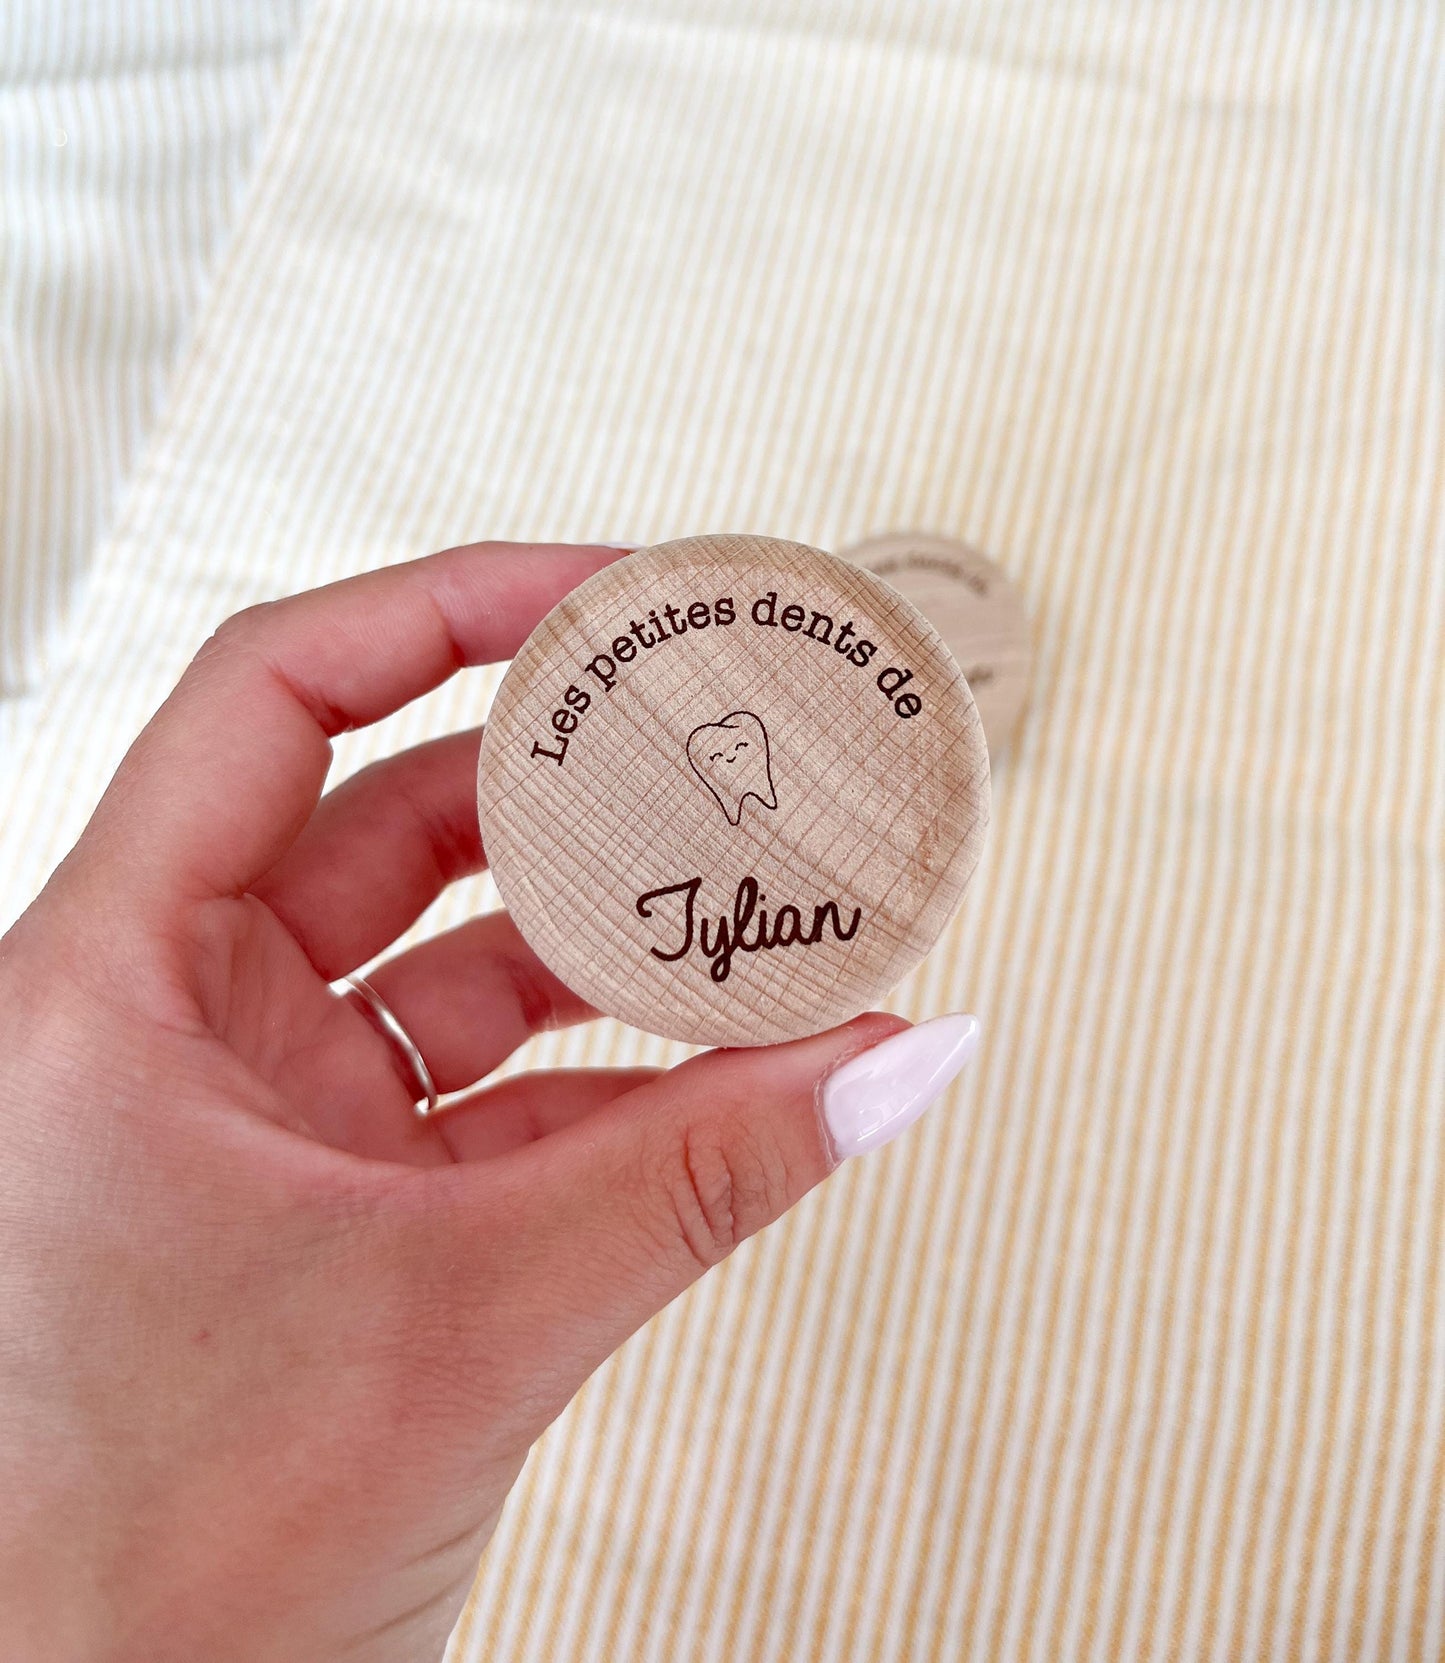 Les petites dents de
Tylian